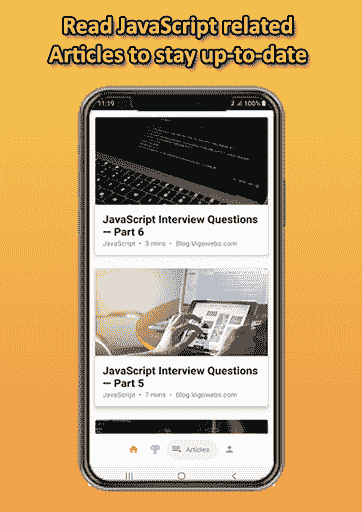 Read JavaScript related
Articles to stay up-to-date
11:19
100%
JavaScript Interview Questions
— Part 6
JavaScript • 3 mins • Blog.Vigowebs.com
JavaScript Interview Questions
— Part 5
JavaScript • 7 mins • Blog.Vigowebs.com
Articles